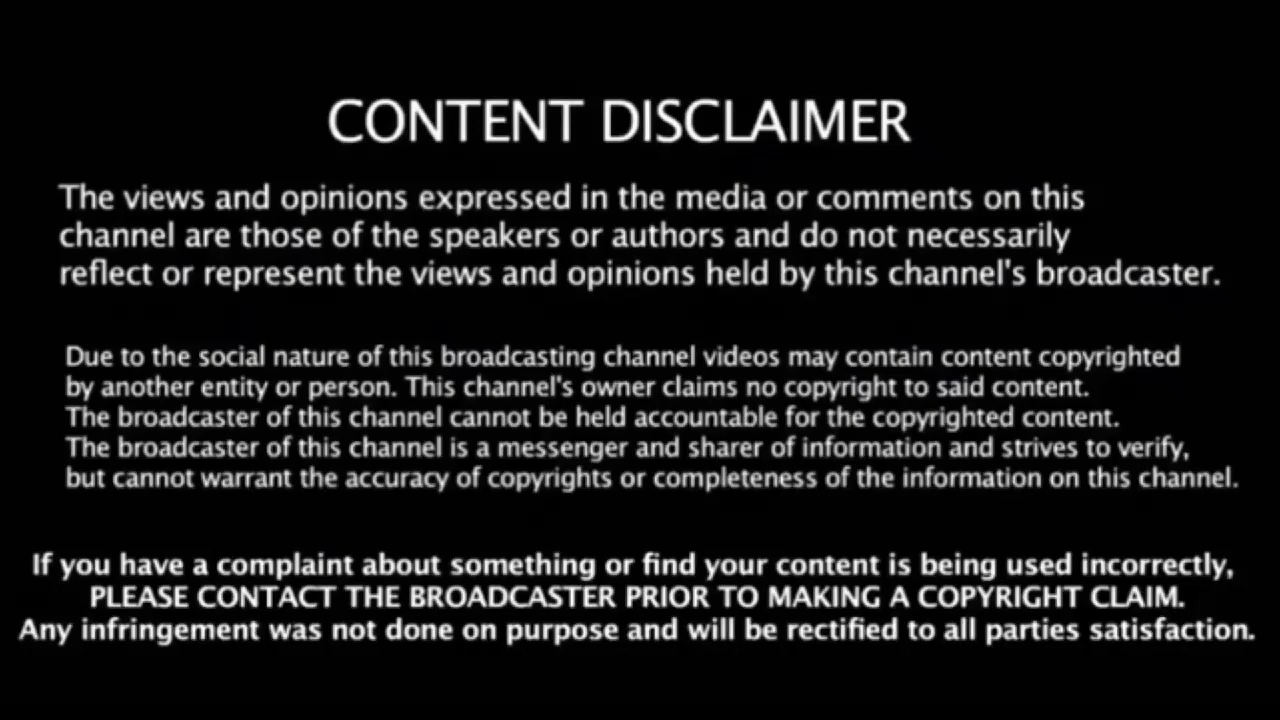 CONTENT DISCLAIMER
The views and opinions expressed in the media or comments on this
channel are those of the speakers or authors and do not necessarily
reflect or represent the views and opinions held by this channel's broadcaster.
Due to the social nature of this broadcasting channel videos may contain content copyrighted
by another entity or person. This channel's owner claims no copyright to said content.
The broadcaster of this channel cannot be held accountable for the copyrighted content.
The broadcaster of this channel is a messenger and sharer of information and strives to verify,
but cannot warrant the accuracy of copyrights or completeness of the information on this channel.
If you have a complaint about something or find your content is being used incorrectly,
PLEASE CONTACT THE BROADCASTER PRIOR TO MAKING A COPYRIGHT CLAIM.
Any infringement was not done on purpose and will be rectified to all parties satisfaction.